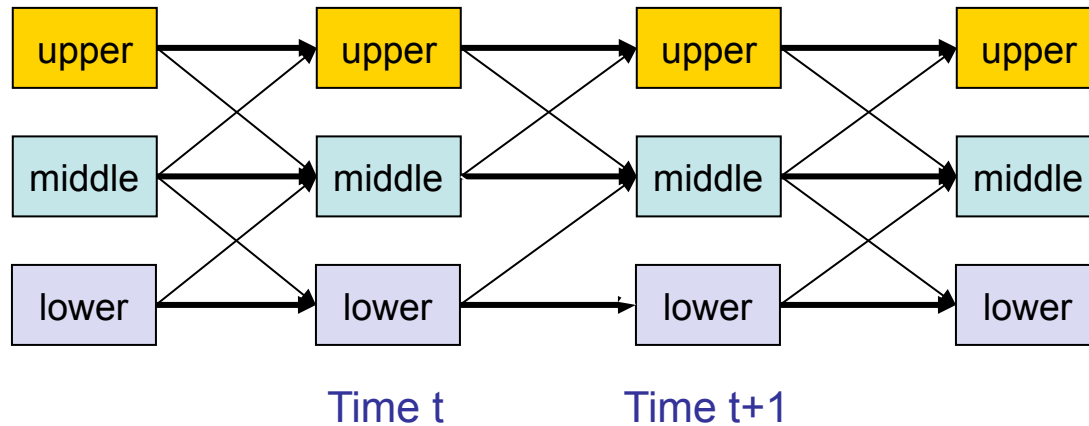 upper upper upper upper
middle middle middle middle
lower lower lower lower
Time t Time t+1